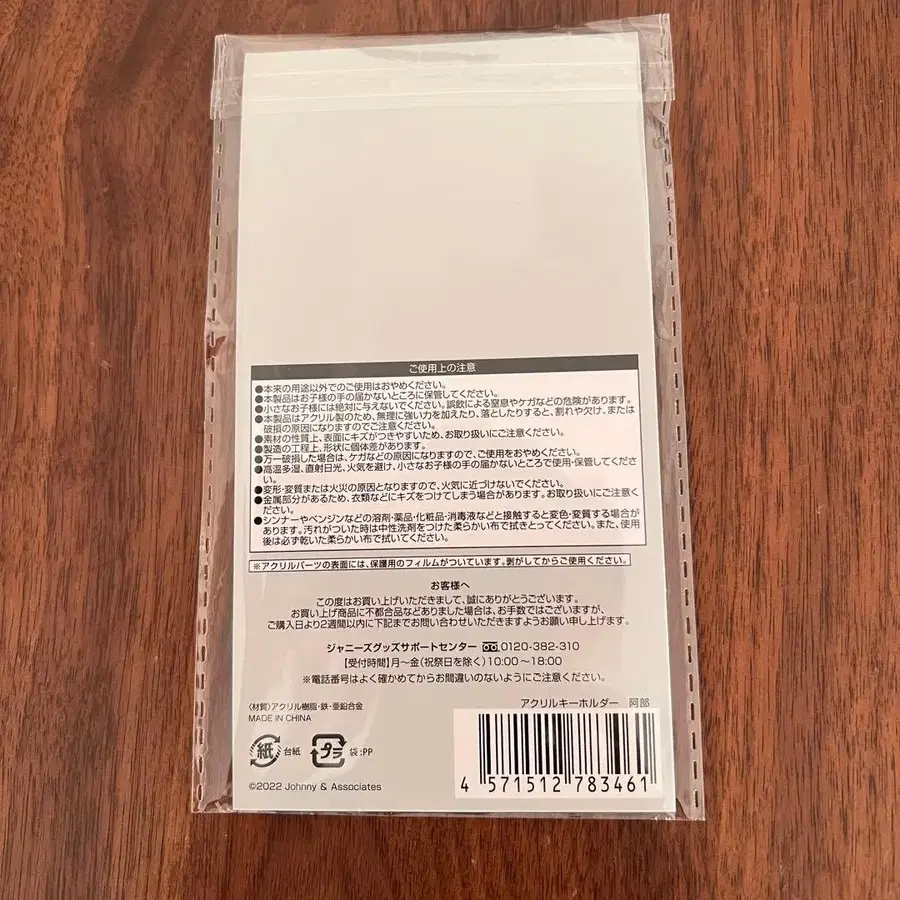 ご使用上の注意
●本来の用途以外でのご使用はおやめください。
●本製品はお子様の手の届かないところに保管してください。
●小さなお子様には絶対に与えないでください。誤飲による窒息やケガなどの危険があります。
●本製品はアクリル製のため、無理に強い力を加えたり、落としたりすると、割れや欠け、または
破損の原因になりますのでご注意ください。
●素材の性質上、表面にキズがつきやすいため、お取り扱いにご注意ください。
●製造の工程上、形状に個体差があります。
●万一破損した場合は、ケガなどの原因になりますので、ご使用をおやめください。
●高温多湿、直射日光、火気を避け、小さなお子様の手の届かないところで使用・保管してくださ
い。
●変形・変質または火災の原因となりますので、火気に近づけないでください。
●金属部分があるため、衣類などにキズをつけてしまう場合があります。お取り扱いにご注意く
ださい。
●シンナーやベンジンなどの溶剤・薬品・化粧品・消毒液などと接触すると変色・変質する場合が
あります。汚れがついた時は中性洗剤をつけた柔らかい布で拭きとってください。また、使用
後は必ず乾いた柔らかい布で拭いてください。
※アクリルパーツの表面には、保護用のフィルムがついています。剥がしてからご使用ください。
お客様へ
この度はお買い上げいただきまして、誠にありがとうございます。
お買い上げ商品に不都合品などありました場合は、お手数ではございますが、
ご購入日より2週間以内に下記までお問い合わせいただきますようお願い申し上げます。
ジャニーズグッズサポートセンター 0120-382-310
【受付時間】月～金(祝祭日を除く)10:00～18:00
※電話番号はよく確かめてからお間違いのないようにご注意ください。
アクリルキーホルダー 阿部
〈材質〉アクリル樹脂・鉄・亜鉛合金
MADE IN CHINA
紙 台紙 プラ 袋:PP
©2022 Johnny & Associates
4 571512 783461